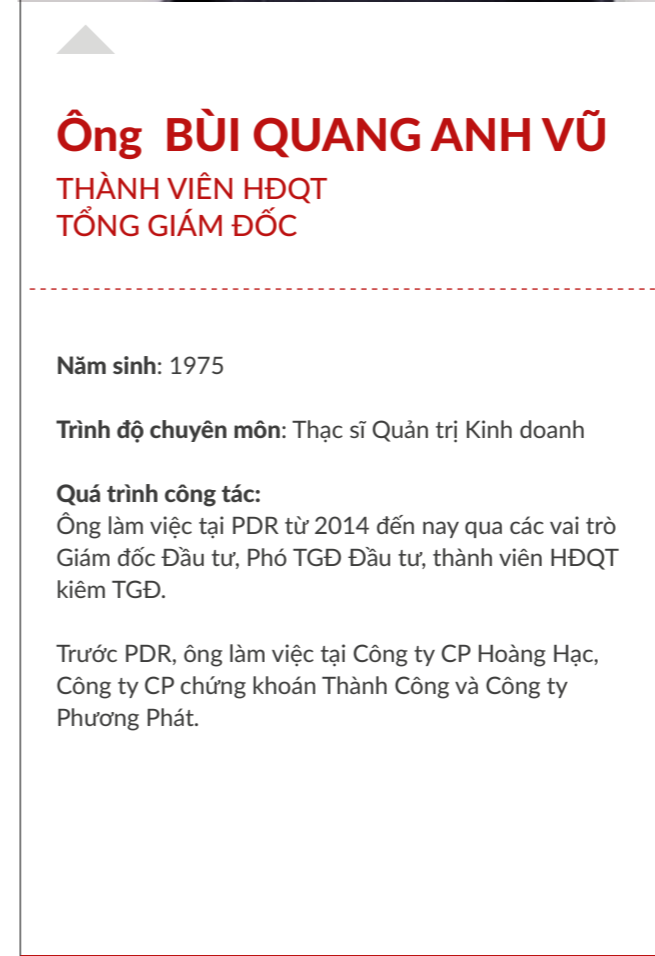 Ông BÙI QUANG ANH VŨ
THÀNH VIÊN HĐQT
TỔNG GIÁM ĐỐC
Năm sinh: 1975
Trình độ chuyên môn: Thạc sĩ Quản trị Kinh doanh
Quá trình công tác:
Ông làm việc tại PDR từ 2014 đến nay qua các vai trò
Giám đốc Đầu tư, Phó TGĐ Đầu tư, thành viên HĐQT
kiêm TGĐ.
Trước PDR, ông làm việc tại Công ty CP Hoàng Hạc,
Công ty CP chứng khoán Thành Công và Công ty
Phương Phát.